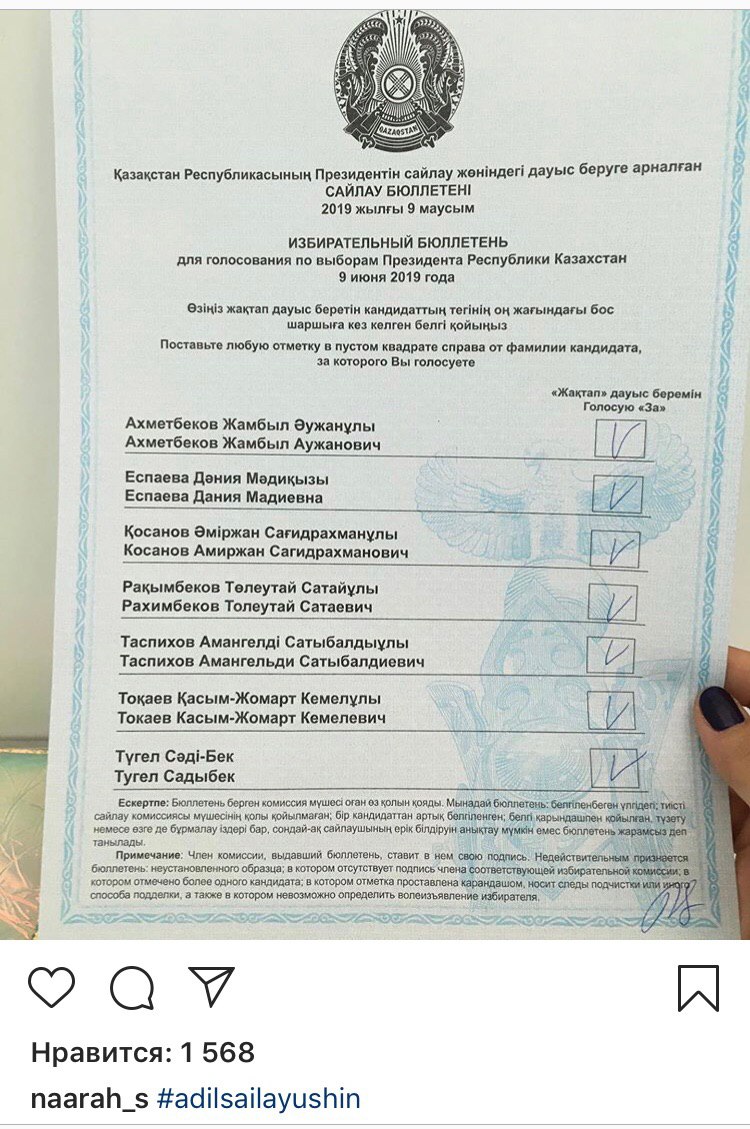 QAZAQSTAN
Қазақстан Республикасының Президентін сайлау жөніндегі дауыс беруге арналған
САЙЛАУ БЮЛЛЕТЕНІ
2019 жылғы 9 маусым
ИЗБИРАТЕЛЬНЫЙ БЮЛЛЕТЕНЬ
для голосования по выборам Президента Республики Казахстан
9 июня 2019 года
Өзіңіз жақтап дауыс беретін кандидаттың тегінің оң жағындағы бос
шаршыға кез келген белгі қойыңыз
Поставьте любую отметку в пустом квадрате справа от фамилии кандидата,
за которого Вы голосуете
«Жақтап» дауыс беремін
Голосую «За»
Ахметбеков Жамбыл Әужанұлы
Ахметбеков Жамбыл Аужанович
Еспаева Дәния Мәдиқызы
Еспаева Дания Мадиевна
Қосанов Әміржан Сағидрахманұлы
Косанов Амиржан Сагидрахманович
Рақымбеков Төлеутай Сатайұлы
Рахимбеков Толеутай Сатаевич
Таспихов Амангелді Сатыбалдыұлы
Таспихов Амангельди Сатыбалдиевич
Тоқаев Қасым-Жомарт Кемелұлы
Токаев Касым-Жомарт Кемелевич
Түгел Сәді-Бек
Тугел Садыбек
Ескертпе: Бюллетень берген комиссия мүшесі оған өз қолын қояды. Мынадай бюллетень: белгіленбеген үлгідегі; тиісті
сайлау комиссиясы мүшесінің қолы қойылмаған; бір кандидаттан артық белгіленген; белгі қарындашпен қойылған, түзету
немесе өзге де бұрмалау іздері бар, сондай-ақ сайлаушының ерік білдіруін анықтау мүмкін емес бюллетень жарамсыз деп
танылады.
Примечание: Член комиссии, выдавший бюллетень, ставит в нем свою подпись. Недействительным признается
бюллетень: неустановленного образца; в котором отсутствует подпись члена соответствующей избирательной комиссии; в
котором отмечено более одного кандидата; в котором отметка проставлена карандашом, носит следы подчистки или иного
способа подделки, а также в котором невозможно определить волеизъявление избирателя.
Нравится: 1 568
naarah_s #adilsailayushin